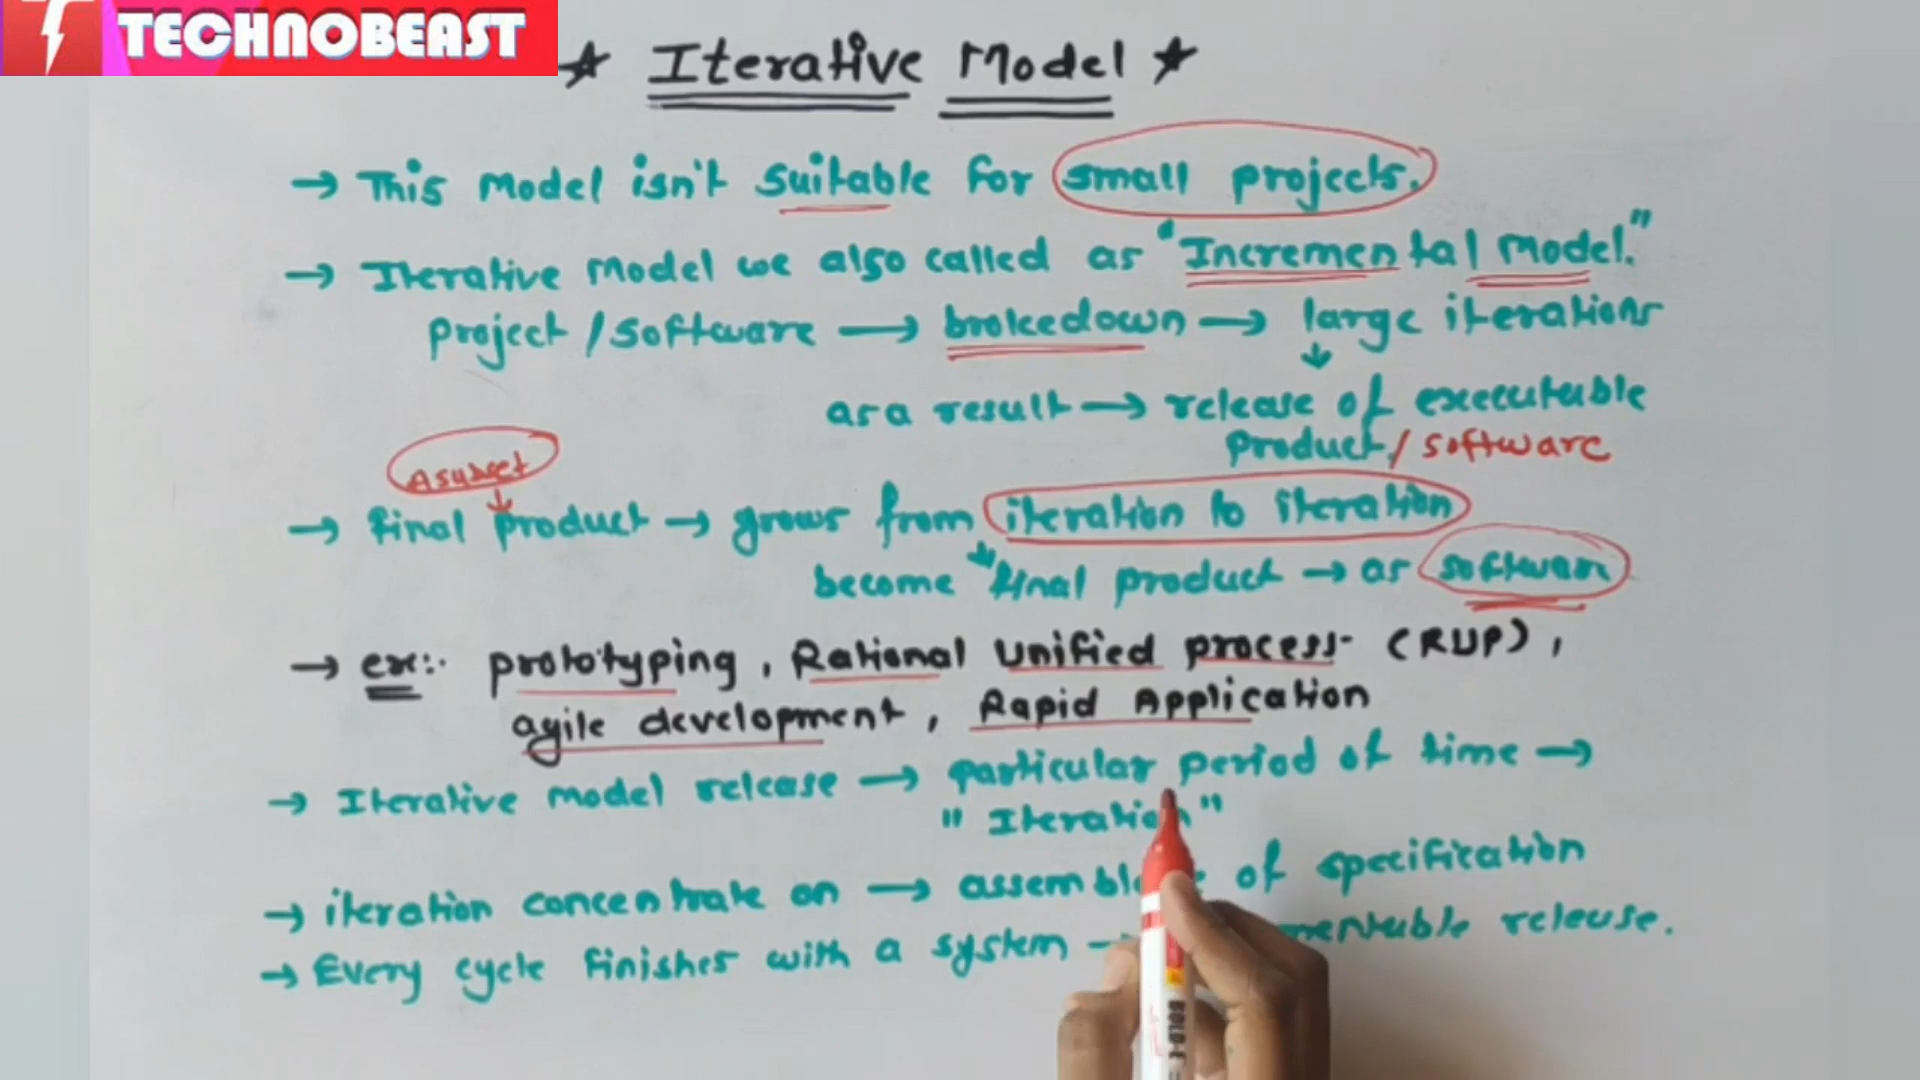 TECHNOBEAST
★ Iterative Model ★
→ This Model isn't suitable for small projects.
→ Iterative Model we also called as "Incremental Model."
project / software → brokedown → large iterations
↓
as a result → release of executable
product / software
→ final product → grows from iteration to iteration
become final product → as software
→ ex:- prototyping, Rational Unified process - (RUP),
agile development, Rapid Application
→ Iterative model release → particular period of time →
"Iteration"
→ iteration concentrate on → of specification
→ Every cycle finishes with a system → release.
BOLD-E